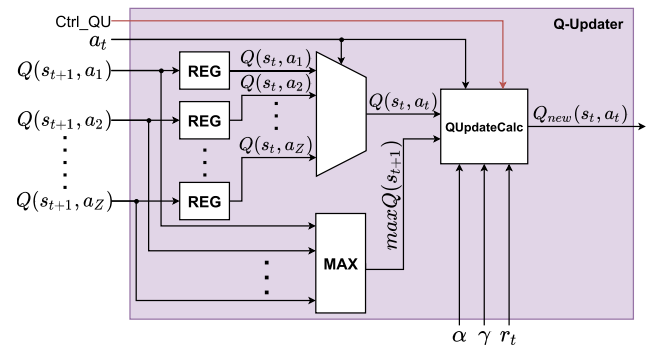 Ctrl_QU
Q-Updater
a_t
Q(s_{t+1}, a_1)
REG
Q(s_t, a_1)
Q(s_t, a_2)
Q(s_{t+1}, a_2)
REG
Q(s_t, a_t)
QUpdateCalc
Q_{new}(s_t, a_t)
Q(s_t, a_Z)
Q(s_{t+1}, a_Z)
REG
maxQ(s_{t+1})
MAX
α γ r_t